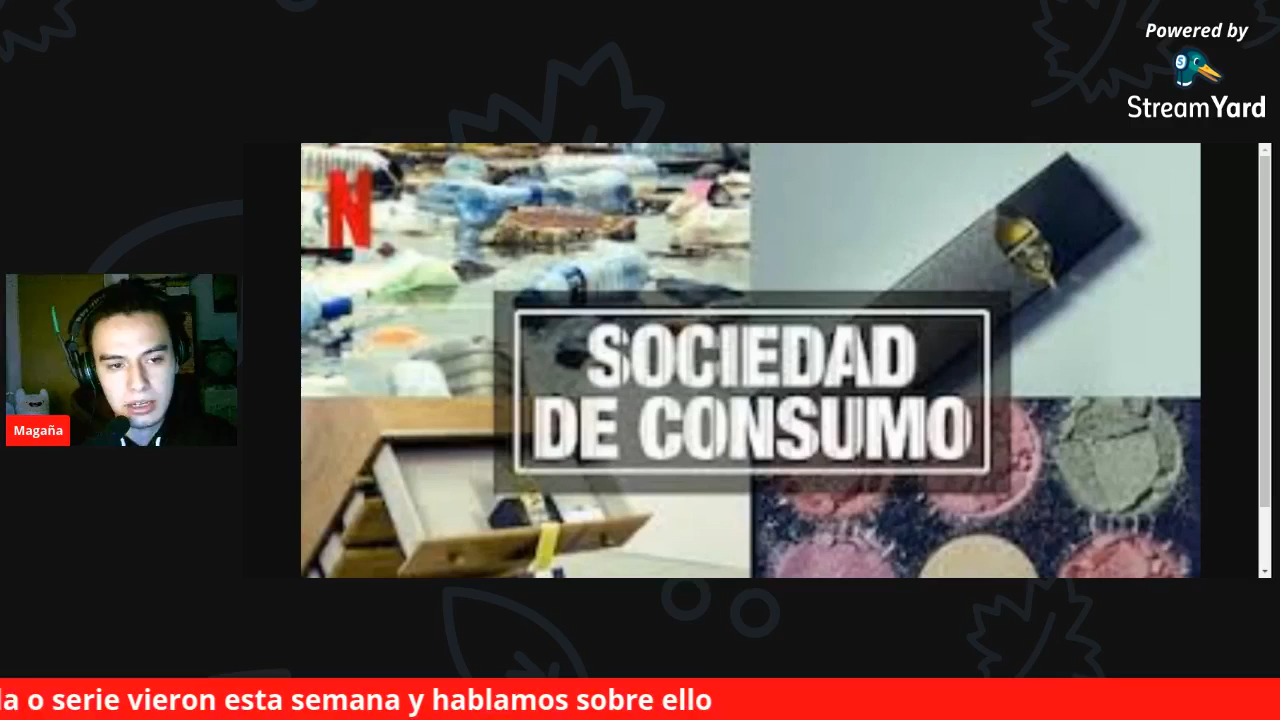 Powered by
StreamYard
N
SOCIEDAD
DE CONSUMO
Magaña
la o serie vieron esta semana y hablamos sobre ello